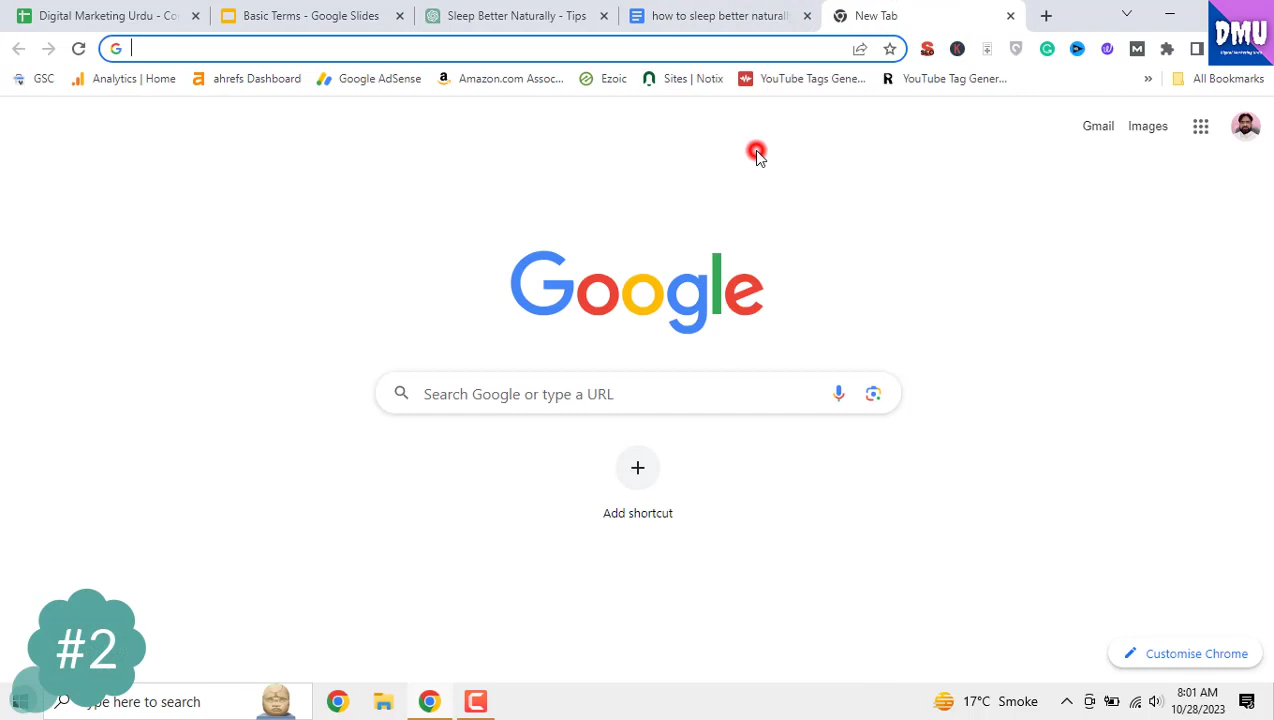 Digital Marketing Urdu - Co
Basic Terms - Google Slides
Sleep Better Naturally - Tips
how to sleep better naturally
New Tab
DMU
GSC
Analytics | Home
ahrefs Dashboard
Google AdSense
Amazon.com Assoc...
Ezoic
Sites | Notix
YouTube Tags Gene...
YouTube Tag Gener...
All Bookmarks
Gmail
Images
Google
Search Google or type a URL
Add shortcut
#2
Customise Chrome
ype here to search
17°C Smoke
8:01 AM
10/28/2023